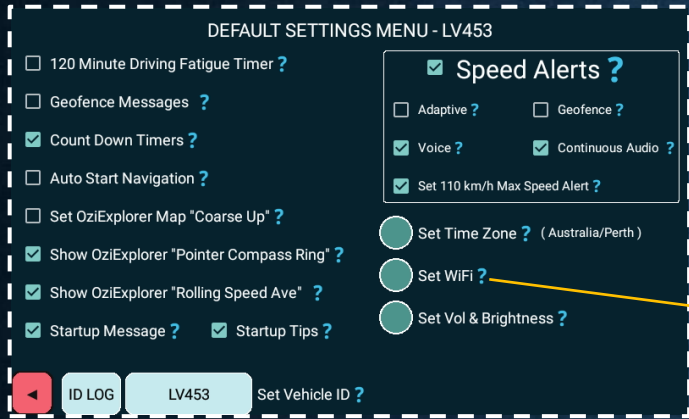 DEFAULT SETTINGS MENU - LV453
120 Minute Driving Fatigue Timer ?
Geofence Messages ?
Count Down Timers ?
Auto Start Navigation ?
Set OziExplorer Map "Coarse Up" ?
Show OziExplorer "Pointer Compass Ring" ?
Show OziExplorer "Rolling Speed Ave" ?
Startup Message ? Startup Tips ?
Speed Alerts ?
Adaptive ? Geofence ?
Voice ? Continuous Audio ?
Set 110 km/h Max Speed Alert ?
Set Time Zone ? ( Australia/Perth )
Set WiFi ?
Set Vol & Brightness ?
ID LOG LV453 Set Vehicle ID ?